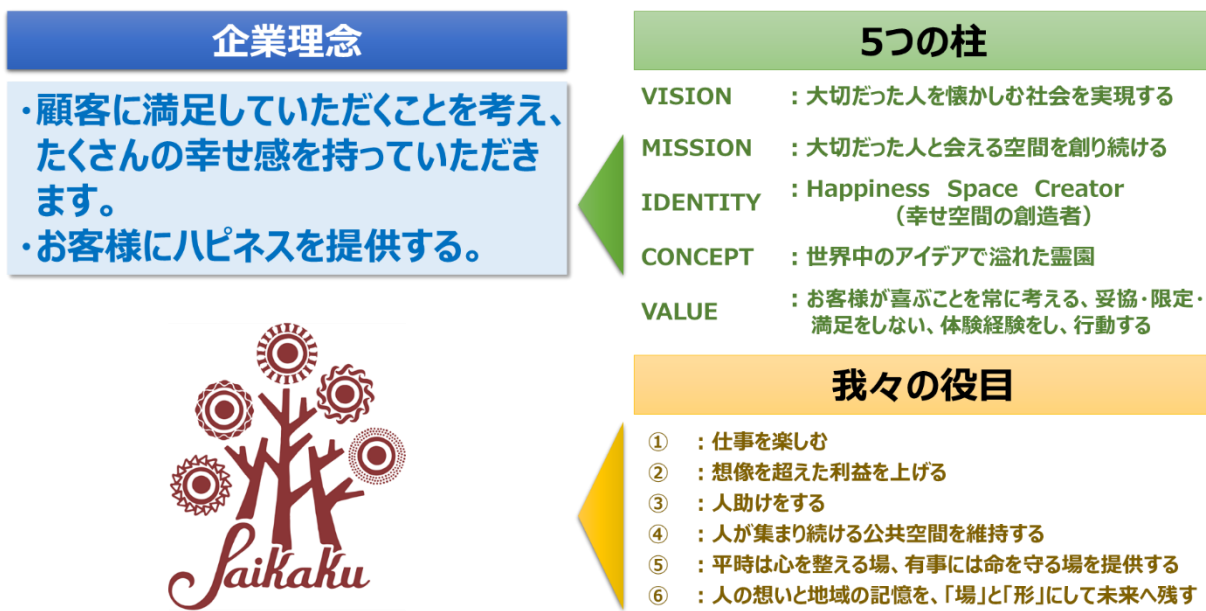 企業理念
・顧客に満足していただくことを考え、
たくさんの幸せ感を持っていただき
ます。
・お客様にハピネスを提供する。
Saikaku
5つの柱
VISION ：大切だった人を懐かしむ社会を実現する
MISSION ：大切だった人と会える空間を創り続ける
IDENTITY ：Happiness Space Creator
（幸せ空間の創造者）
CONCEPT ：世界中のアイデアで溢れた霊園
VALUE ：お客様が喜ぶことを常に考える、妥協・限定・
満足をしない、体験経験をし、行動する
我々の役目
① ：仕事を楽しむ
② ：想像を超えた利益を上げる
③ ：人助けをする
④ ：人が集まり続ける公共空間を維持する
⑤ ：平時は心を整える場、有事には命を守る場を提供する
⑥ ：人の想いと地域の記憶を、「場」と「形」にして未来へ残す